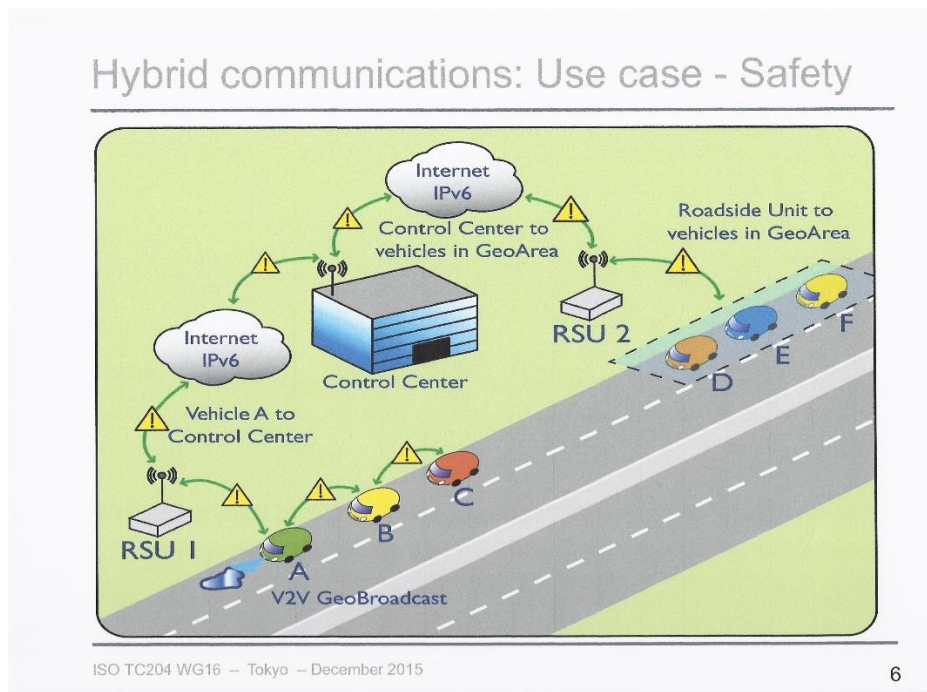 Hybrid communications: Use case - Safety
Internet
IPv6
Control Center to
vehicles in GeoArea
Roadside Unit to
vehicles in GeoArea
RSU 2
F
E
D
Internet
IPv6
Control Center
Vehicle A to
Control Center
C
B
RSU 1
A
V2V GeoBroadcast
ISO TC204 WG16 – Tokyo – December 2015
6